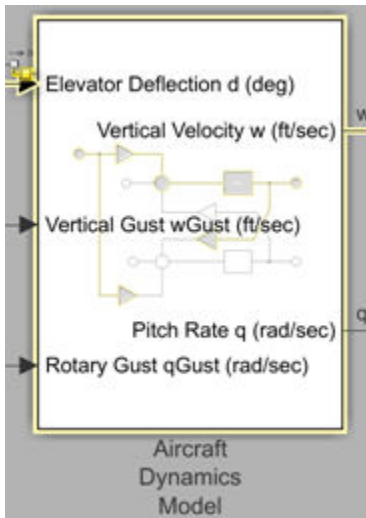 Elevator Deflection d (deg)
w
Vertical Velocity w (ft/sec)
Vertical Gust wGust (ft/sec)
q
Pitch Rate q (rad/sec)
Rotary Gust qGust (rad/sec)
Aircraft
Dynamics
Model